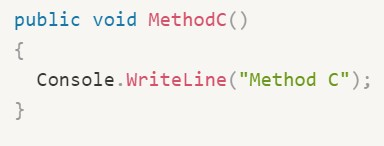 public void MethodC()
{
  Console.WriteLine("Method C");
}